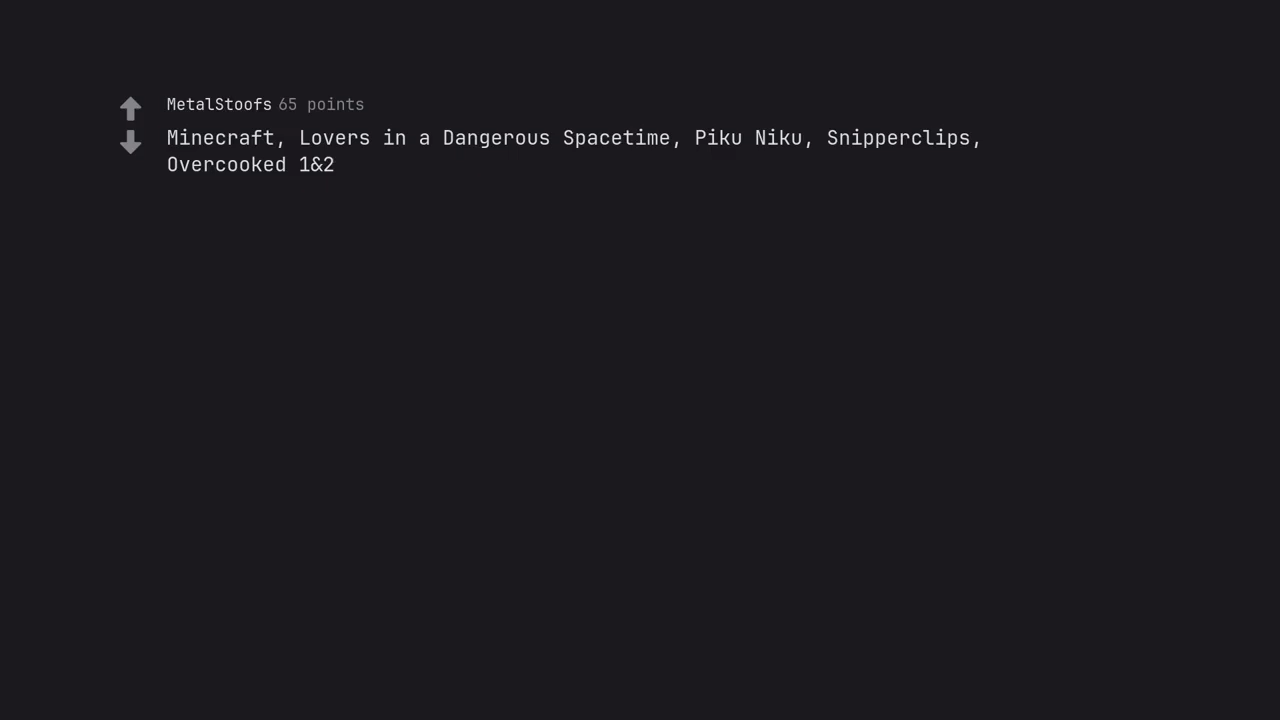 MetalStoofs 65 points
Minecraft, Lovers in a Dangerous Spacetime, Piku Niku, Snipperclips,
Overcooked 1&2